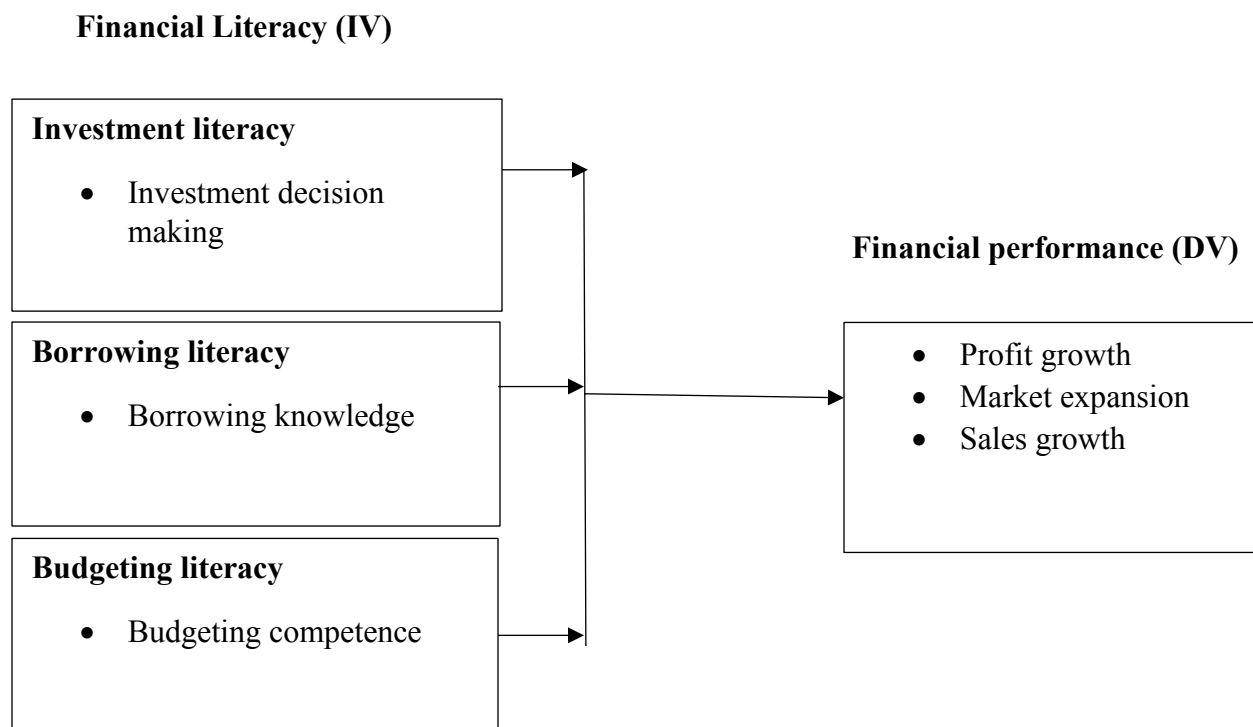 Financial Literacy (IV)
Investment literacy
• Investment decision
making
Borrowing literacy
• Borrowing knowledge
Budgeting literacy
• Budgeting competence
Financial performance (DV)
• Profit growth
• Market expansion
• Sales growth